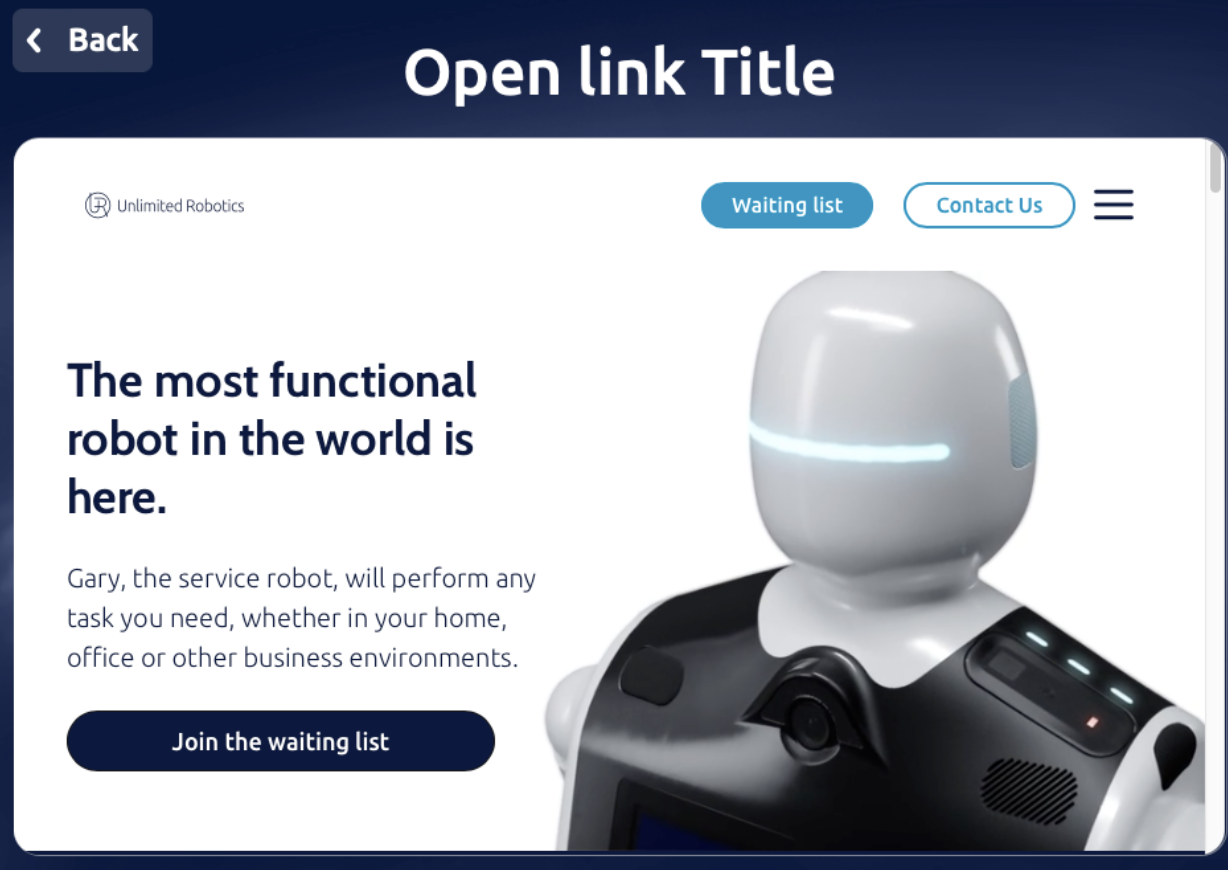 Back
Open link Title
Unlimited Robotics
Waiting list
Contact Us
The most functional
robot in the world is
here.
Gary, the service robot, will perform any
task you need, whether in your home,
office or other business environments.
Join the waiting list